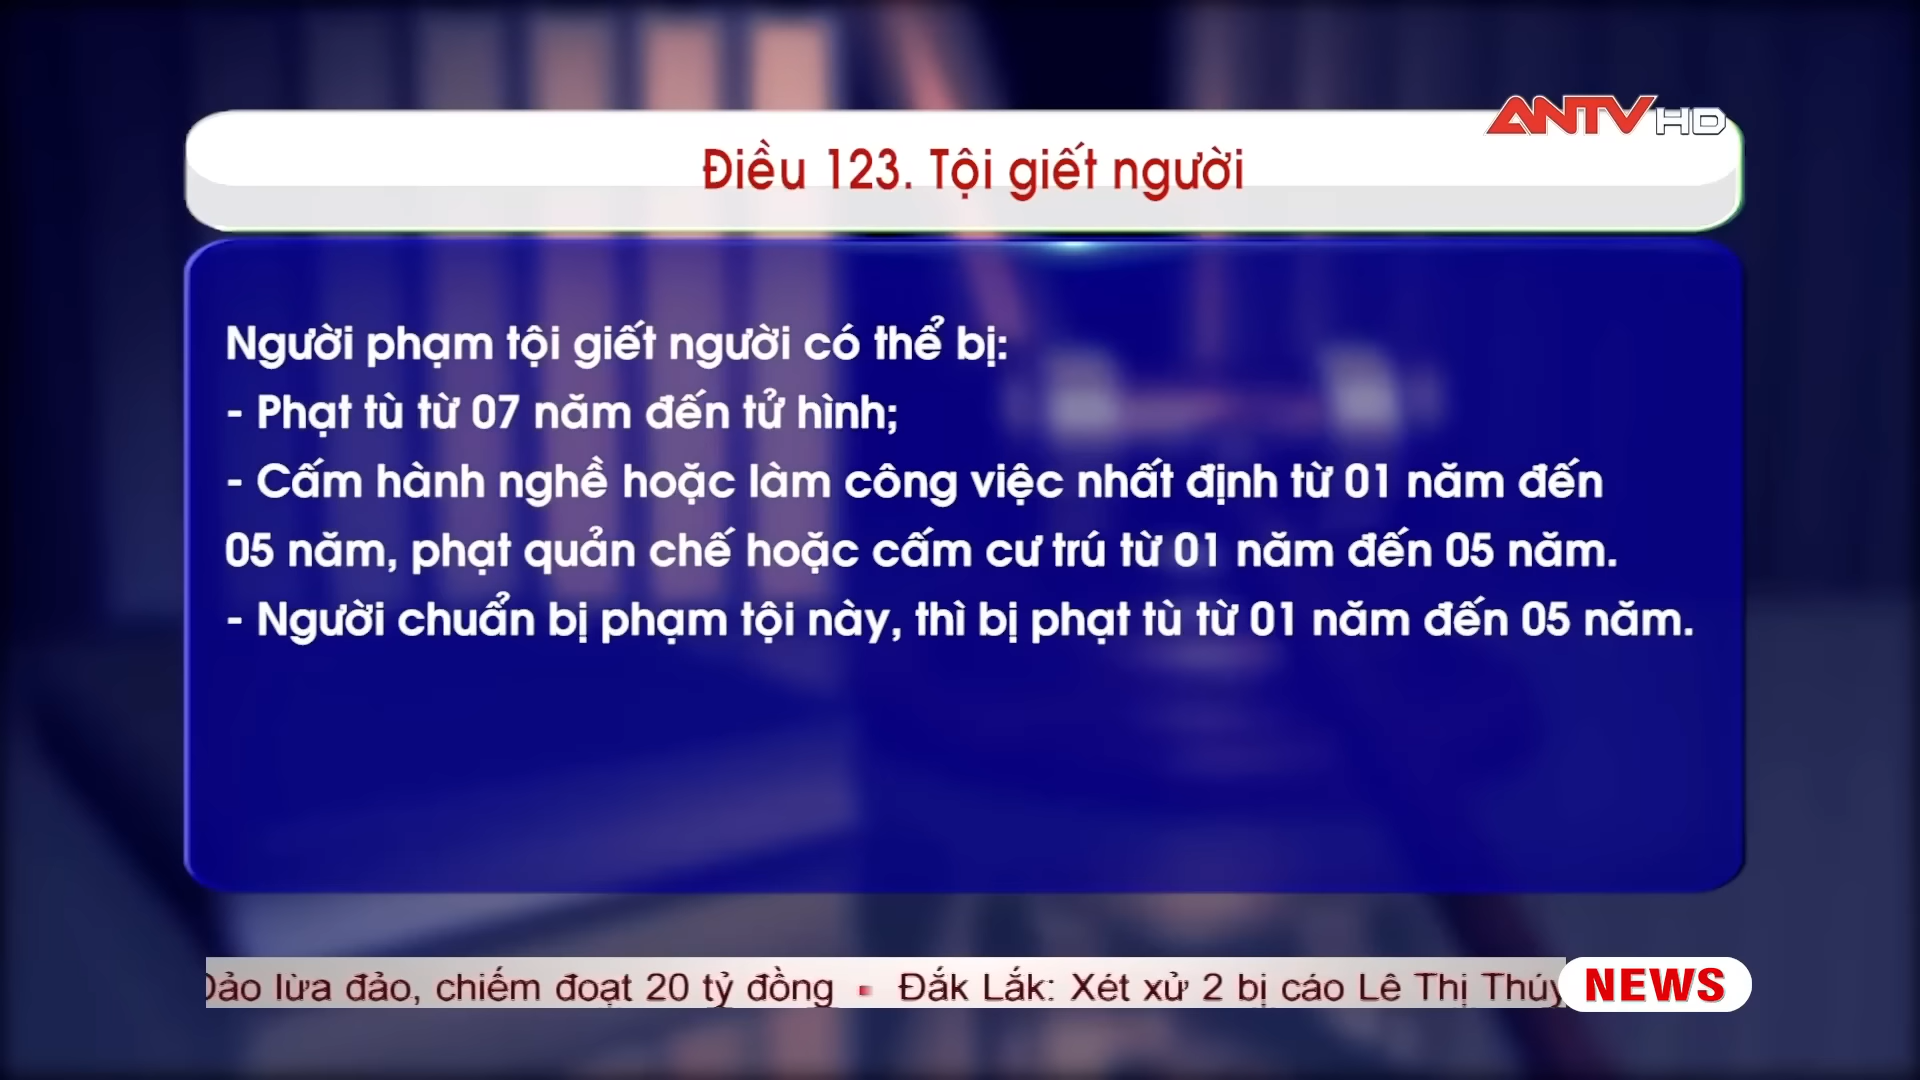 ANTV HD
Điều 123. Tội giết người
Người phạm tội giết người có thể bị:
- Phạt tù từ 07 năm đến tử hình;
- Cấm hành nghề hoặc làm công việc nhất định từ 01 năm đến
05 năm, phạt quản chế hoặc cấm cư trú từ 01 năm đến 05 năm.
- Người chuẩn bị phạm tội này, thì bị phạt tù từ 01 năm đến 05 năm.
Đảo lừa đảo, chiếm đoạt 20 tỷ đồng ▪ Đắk Lắk: Xét xử 2 bị cáo Lê Thị Thúy
NEWS